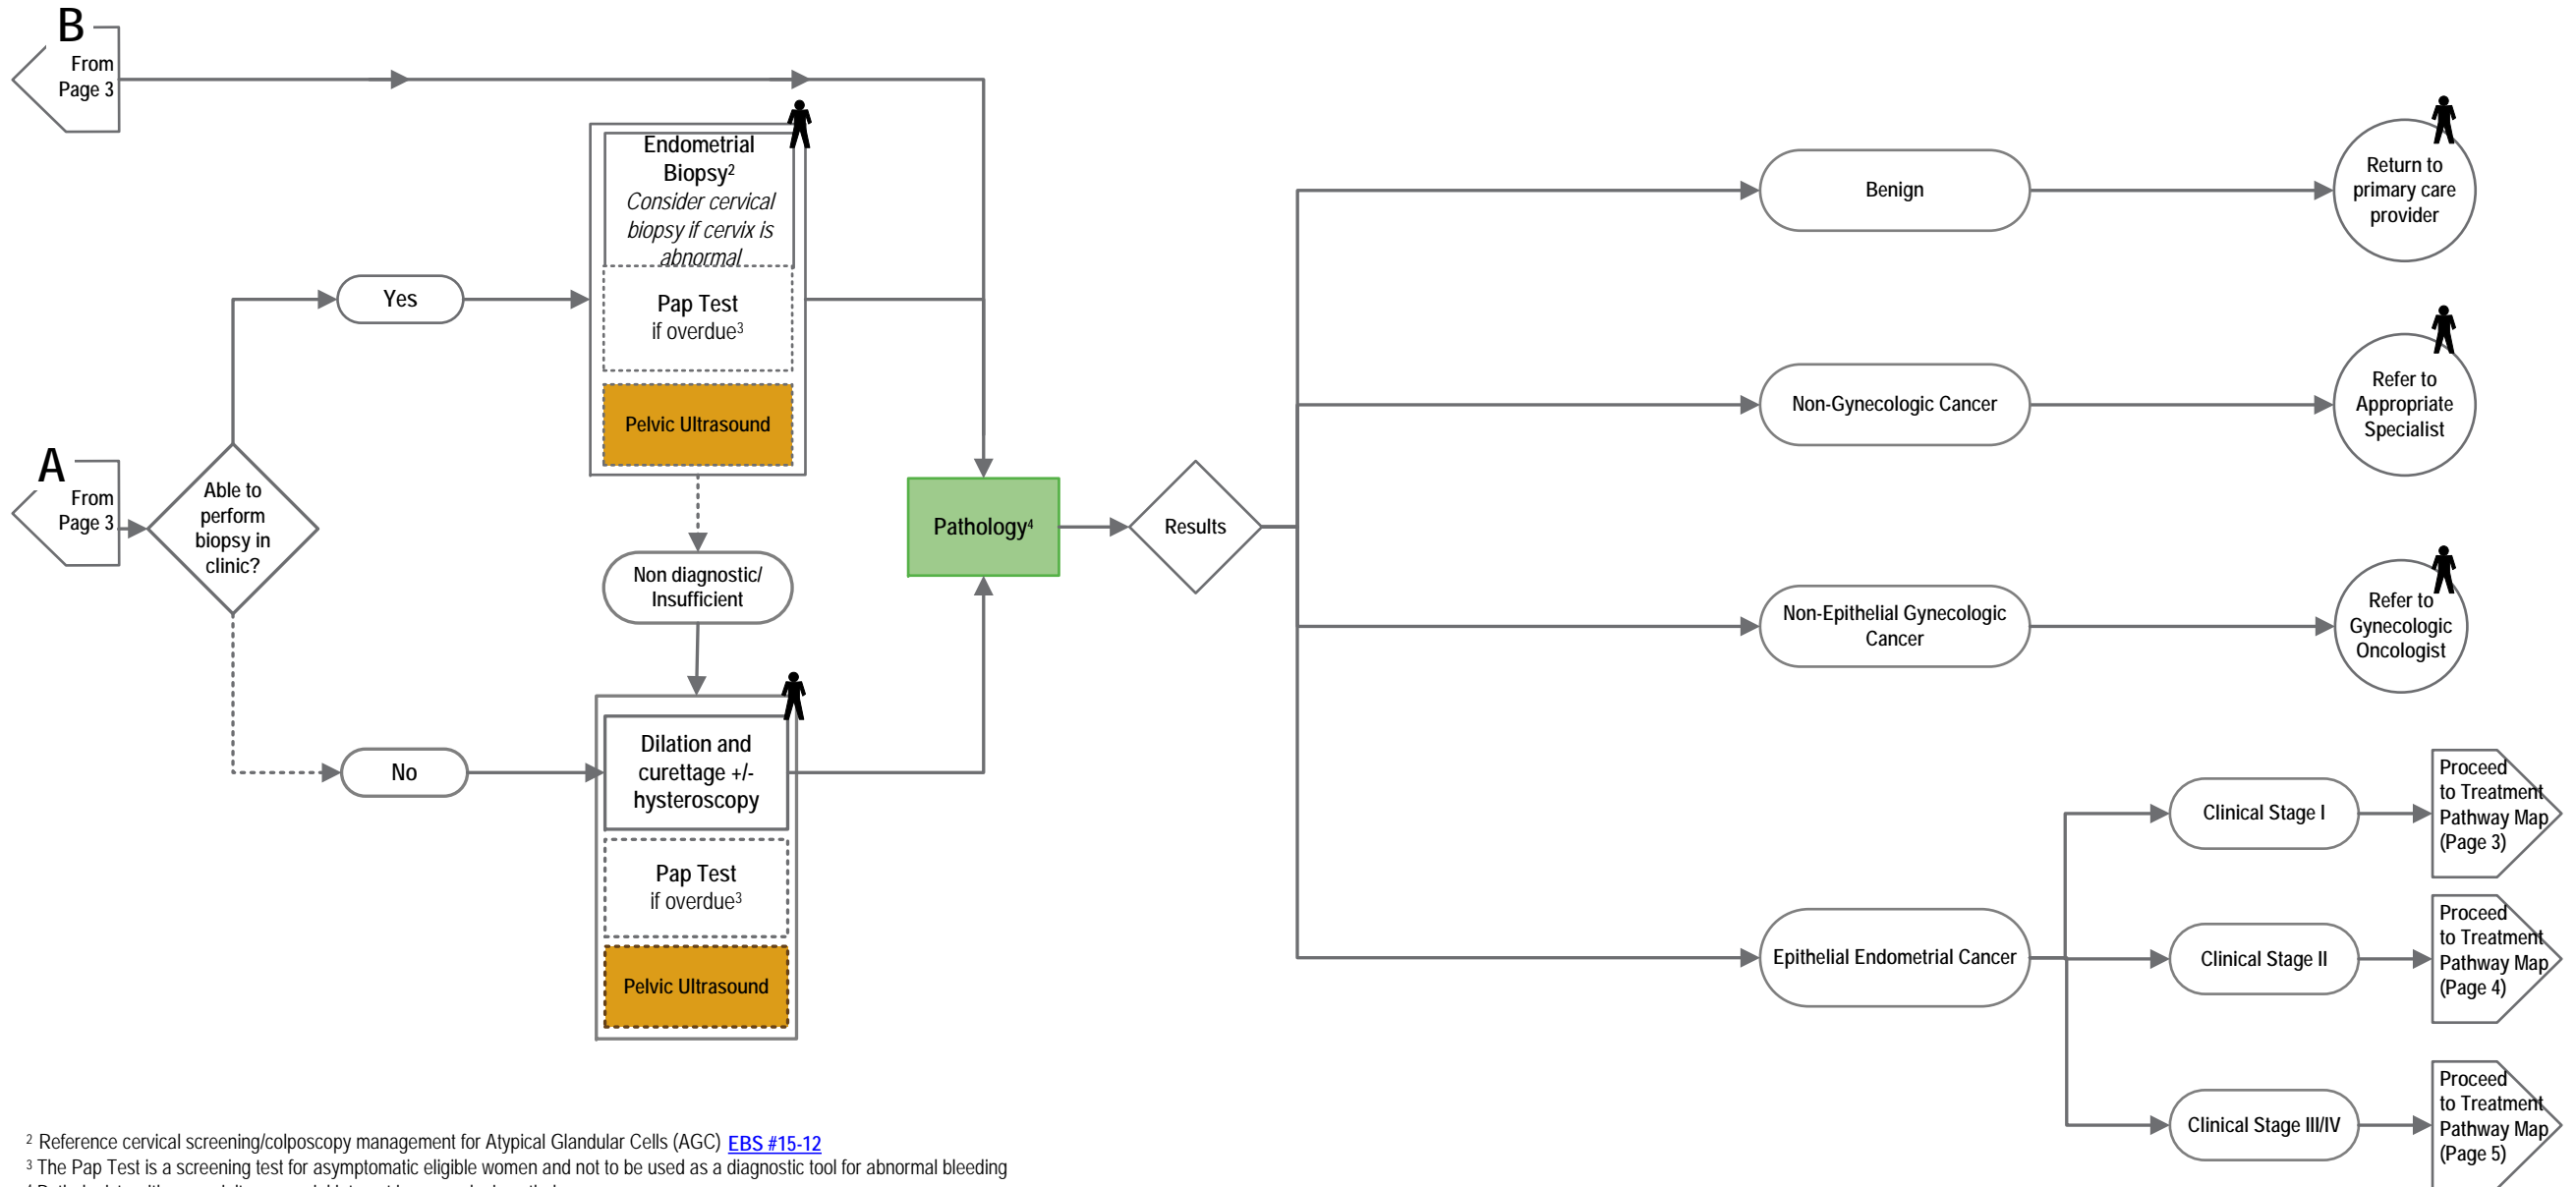 B
From
Page 3
Endometrial
Biopsy2
Consider cervical
biopsy if cervix is
abnormal
Pap Test
if overdue3
Pelvic Ultrasound
Yes
A
From
Page 3
Able to
perform
biopsy in
clinic?
Non diagnostic/
Insufficient
No
Dilation and
curettage +/-
hysteroscopy
Pap Test
if overdue3
Pelvic Ultrasound
Pathology4
Results
Benign
Return to
primary care
provider
Non-Gynecologic Cancer
Refer to
Appropriate
Specialist
Non-Epithelial Gynecologic
Cancer
Refer to
Gynecologic
Oncologist
Epithelial Endometrial Cancer
Clinical Stage I
Proceed
to Treatment
Pathway Map
(Page 3)
Clinical Stage II
Proceed
to Treatment
Pathway Map
(Page 4)
Clinical Stage III/IV
Proceed
to Treatment
Pathway Map
(Page 5)
2 Reference cervical screening/colposcopy management for Atypical Glandular Cells (AGC) EBS #15-12
3 The Pap Test is a screening test for asymptomatic eligible women and not to be used as a diagnostic tool for abnormal bleeding